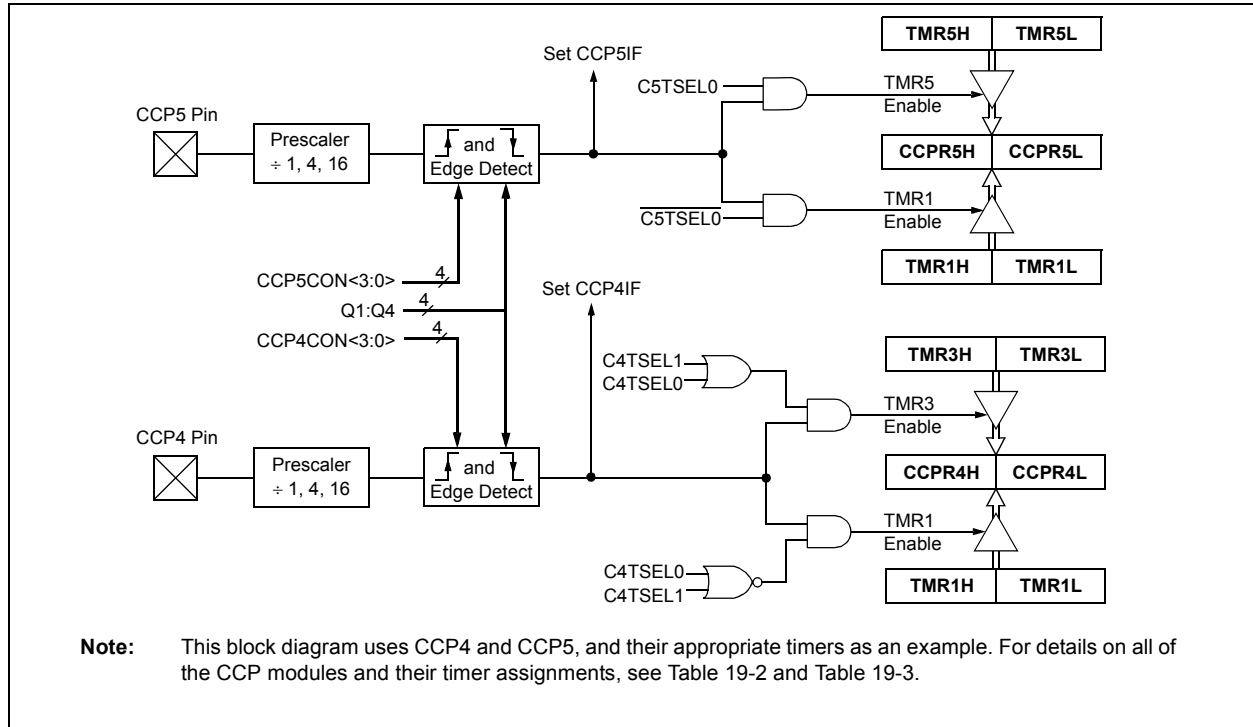 TMR5H TMR5L
Set CCP5IF
C5TSEL0
TMR5
Enable
CCP5 Pin
Prescaler
÷ 1, 4, 16
and
Edge Detect
CCPR5H CCPR5L
C5TSEL0
TMR1
Enable
TMR1H TMR1L
CCP5CON<3:0> 4
Q1:Q4 4
CCP4CON<3:0> 4
Set CCP4IF
TMR3H TMR3L
C4TSEL1
C4TSEL0
TMR3
Enable
CCP4 Pin
Prescaler
÷ 1, 4, 16
and
Edge Detect
CCPR4H CCPR4L
TMR1
Enable
C4TSEL0
C4TSEL1
TMR1H TMR1L
Note: This block diagram uses CCP4 and CCP5, and their appropriate timers as an example. For details on all of
the CCP modules and their timer assignments, see Table 19-2 and Table 19-3.